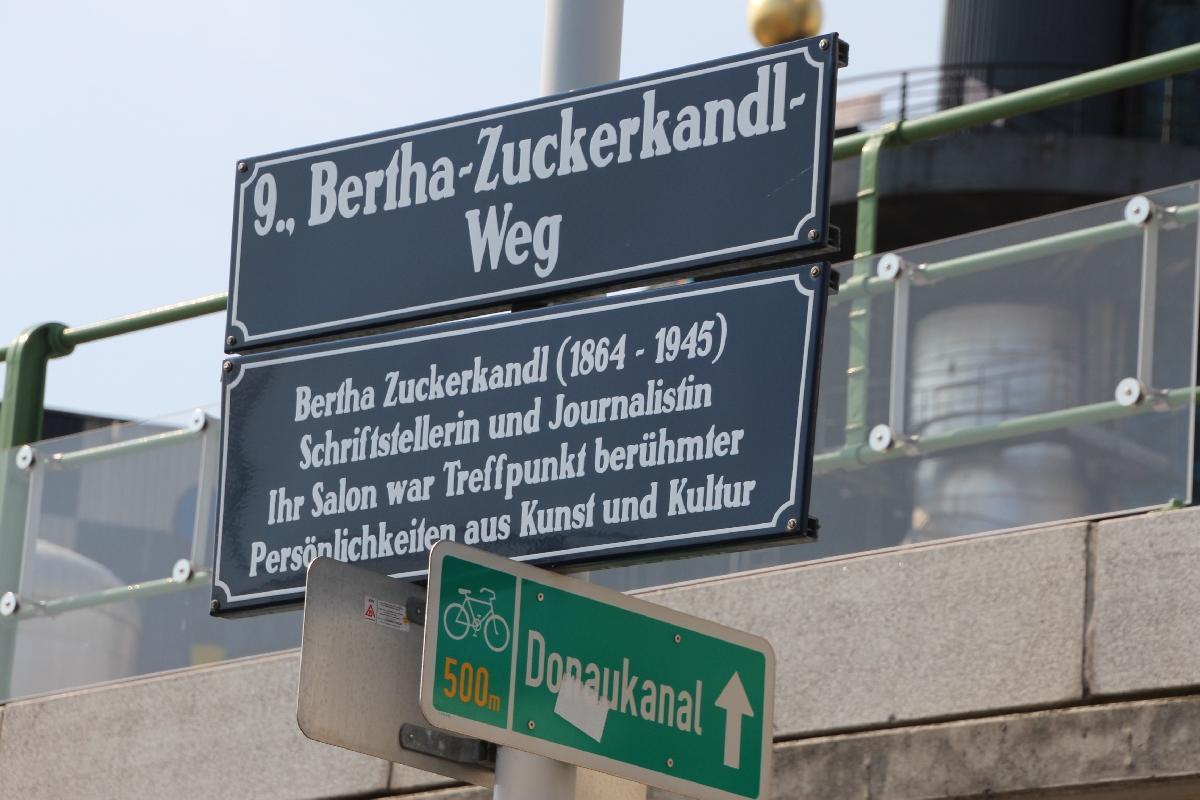 9., Bertha-Zuckerkandl-
Weg
Bertha Zuckerkandl (1864 - 1945)
Schriftstellerin und Journalistin
Ihr Salon war Treffpunkt berühmter
Persönlichkeiten aus Kunst und Kultur
500m
Donaukanal